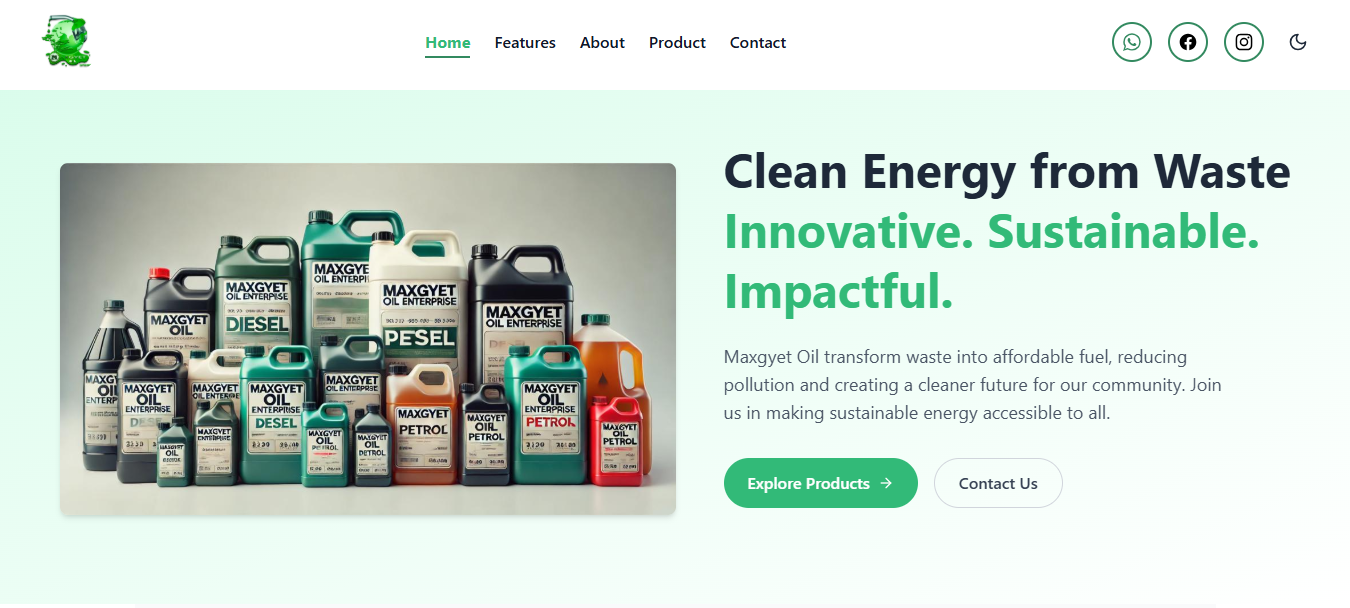 Home Features About Product Contact
Clean Energy from Waste
Innovative. Sustainable.
Impactful.
Maxgyet Oil transform waste into affordable fuel, reducing
pollution and creating a cleaner future for our community. Join
us in making sustainable energy accessible to all.
Explore Products →
Contact Us
MAXGYET
OIL
MAXGYET
OIL ENTERPRISE
DIESEL
MAXGYET
OIL ENTERPRI
MAXGYET
OIL ENTERPRISE
PESEL
MAXGYET
OIL ENTERPRISE
MAXGYET
OIL
ENTERPRISE
MAXGYET
OIL
ENTERPRISE
DESEL
MAXGYET
OIL ENTERPRISE
MAXGYET
OIL
PETROL
MAXGYET
OIL
PETROL
MAXGYET
OIL
DETROL
MAXGYET
OIL
PETROL
MAXGYET
OIL
ENTERPRISE
PETROL
MAXGYET
OIL
PETROL